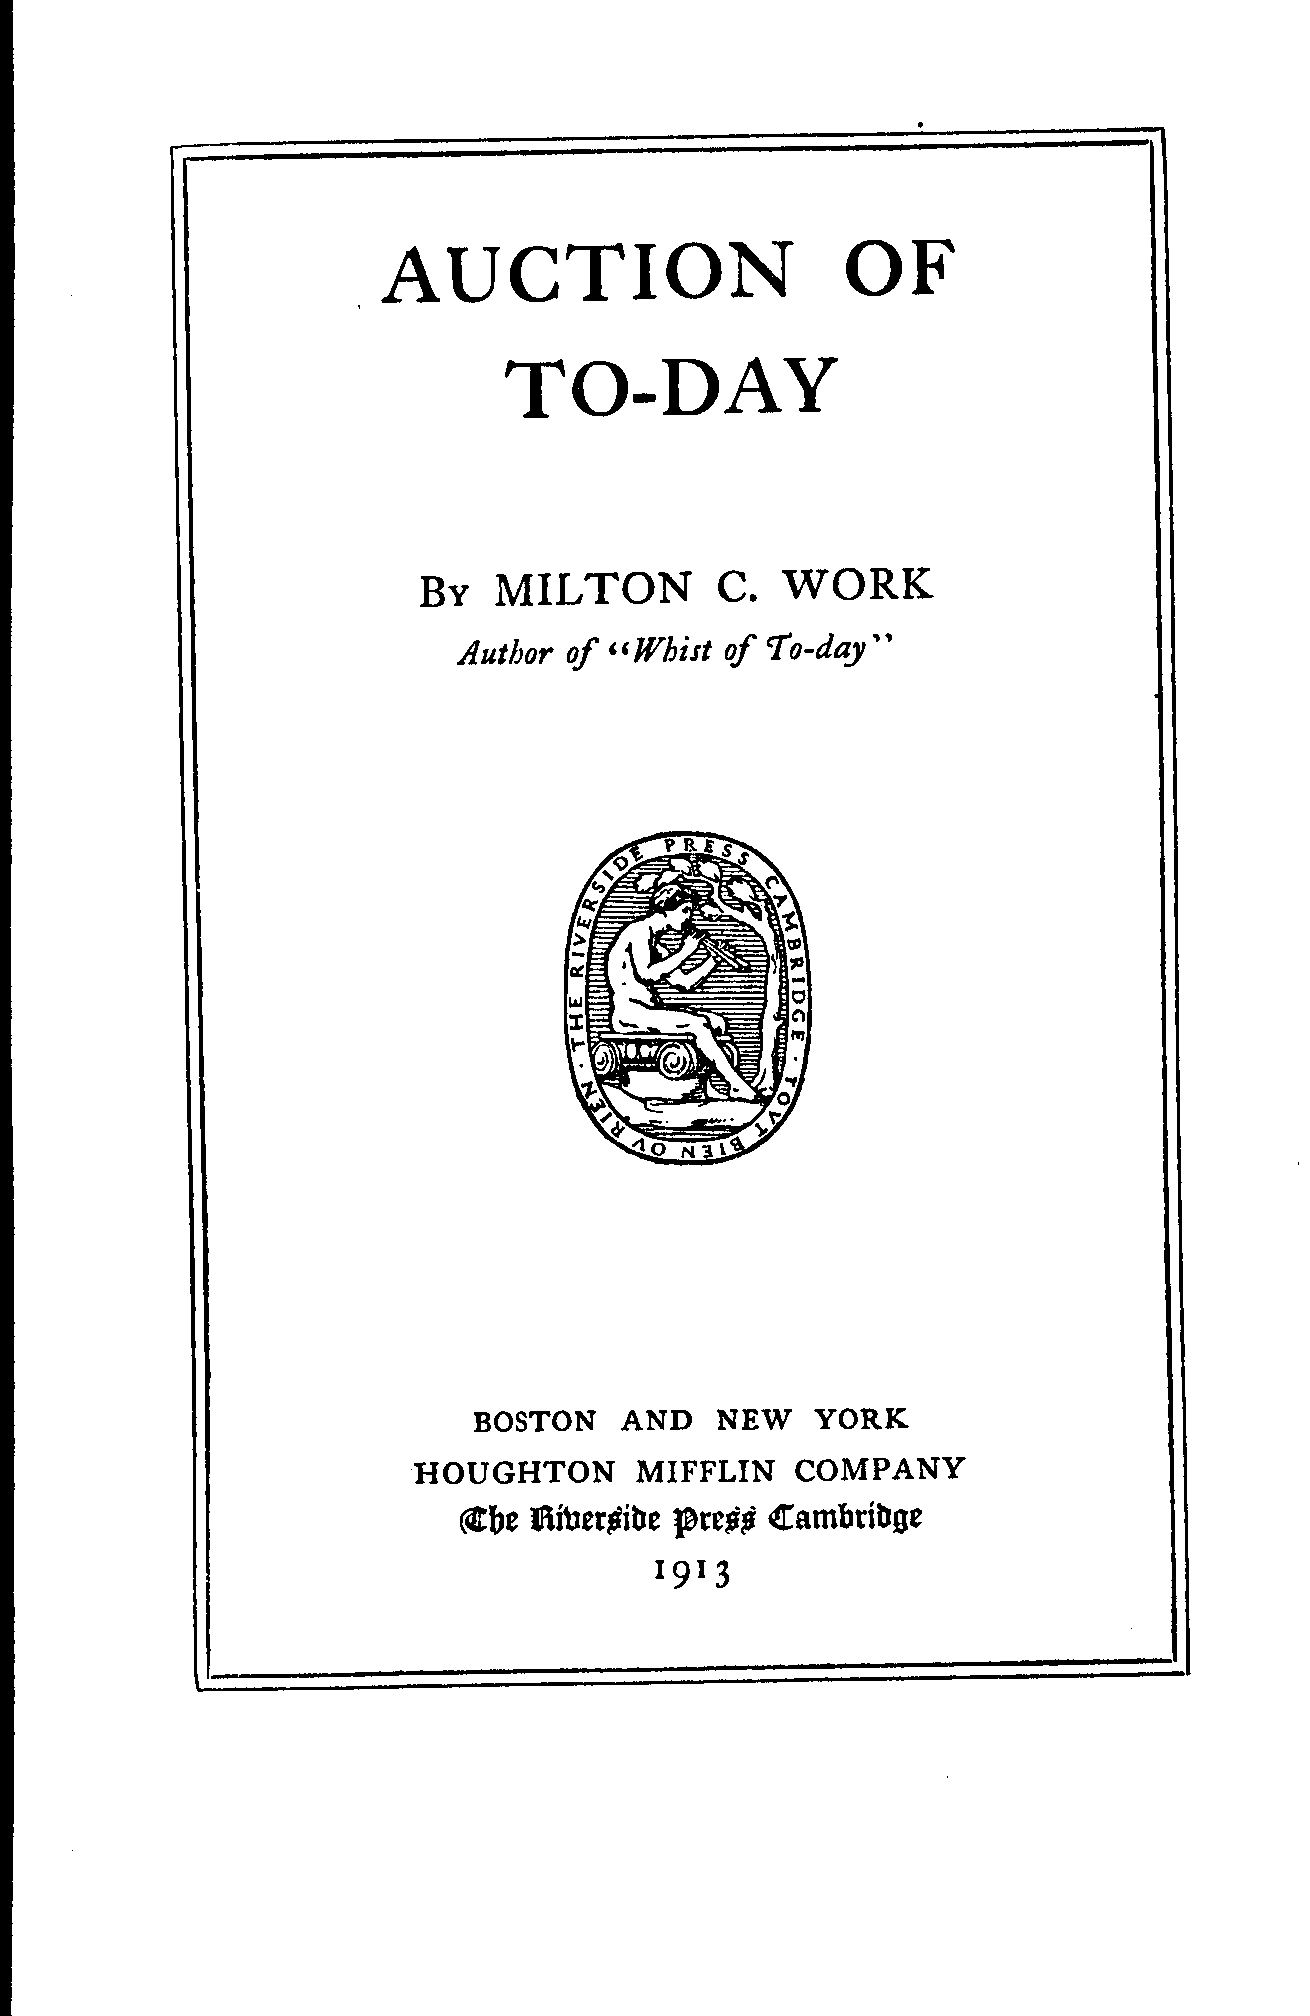 AUCTION OF
TO-DAY
BY MILTON C. WORK
Author of "Whist of To-day"
THE RIVERSIDE PRESS CAMBRIDGE · TOVT BIEN OV RIEN ·
BOSTON AND NEW YORK
HOUGHTON MIFFLIN COMPANY
The Riverside Press Cambridge
1913